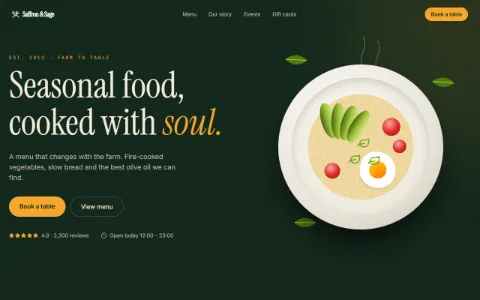 Saffron & Sage
Menu
Our story
Events
Gift cards
Book a table
EST. 2012 · FARM TO TABLE
Seasonal food,
cooked with soul.
A menu that changes with the farm. Fire-cooked
vegetables, slow bread and the best olive oil we can
find.
Book a table
View menu
★★★★★ 4.9 · 2,300 reviews
Open today 12:00 – 23:00